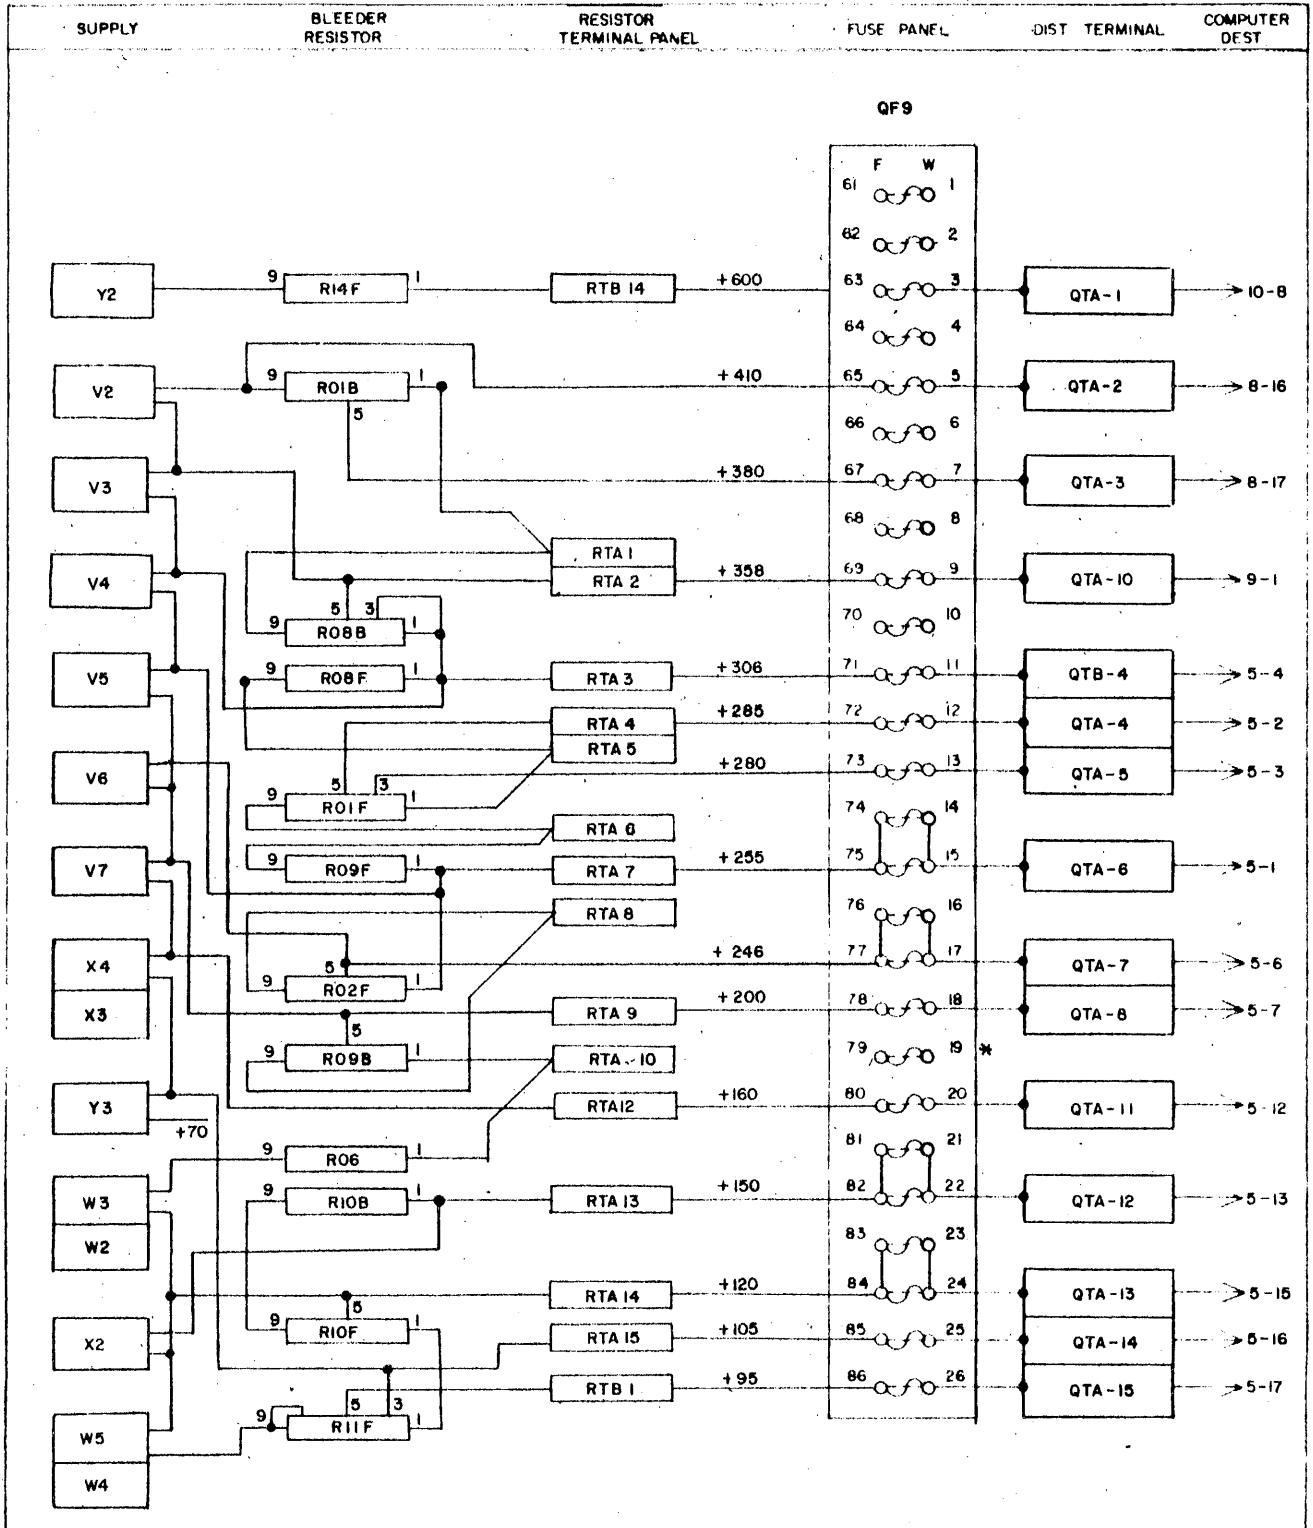 SUPPLY
BLEEDER
RESISTOR
RESISTOR
TERMINAL PANEL
FUSE PANEL
DIST TERMINAL
COMPUTER
DEST
QF9
F W
61 1
62 2
Y2 9 R14F 1 RTB 14 +600 63 3 QTA-1 10-8
64 4
V2 9 R01B 1 +410 65 5 QTA-2 8-16
5
66 6
V3 +380 67 7 QTA-3 8-17
68 8
RTA 1
V4 RTA 2 +358 69 9 QTA-10 9-1
5 3
9 R08B 1 70 10
V5 9 R08F 1 RTA 3 +306 71 11 QTB-4 5-4
RTA 4 +285 72 12 QTA-4 5-2
RTA 5
V6 +280 73 13 QTA-5 5-3
5 3
9 R01F 1 74 14
RTA 6
V7 9 R09F 1 RTA 7 +255 75 15 QTA-6 5-1
RTA 8 76 16
X4 +246 77 17 QTA-7 5-6
5
9 R02F 1
X3 RTA 9 +200 78 18 QTA-8 5-7
5
9 R09B 1 RTA-10 79 19 *
Y3 RTA12 +160 80 20 QTA-11 5-12
+70
9 R06 1 81 21
W3 9 R10B 1 RTA 13 +150 82 22 QTA-12 5-13
W2 83 23
RTA 14 +120 84 24 QTA-13 5-15
5
X2 9 R10F 1 RTA 15 +105 85 25 QTA-14 5-16
RTB 1 +95 86 26 QTA-15 5-17
5 3
9 R11F 1
W5
W4